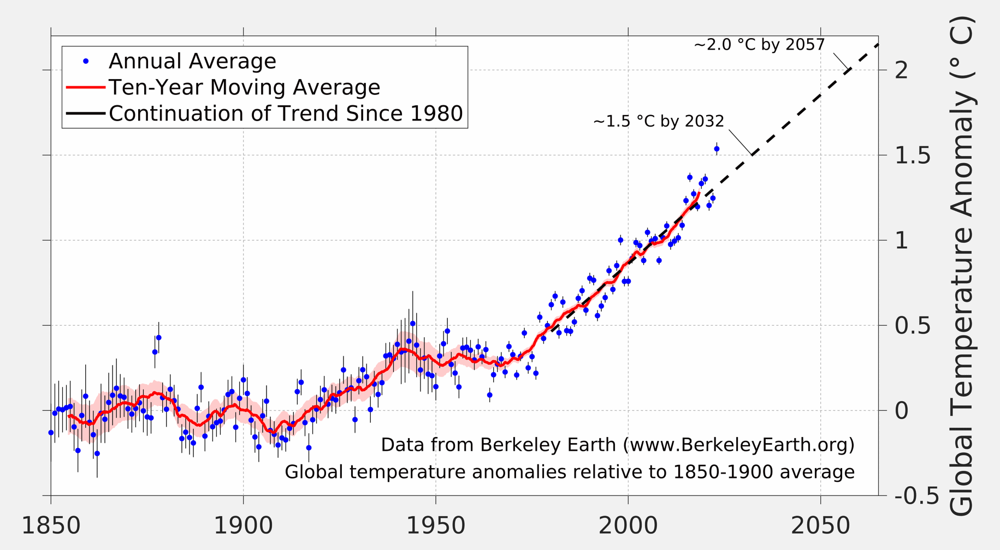 ~2.0 °C by 2057
Annual Average
Ten-Year Moving Average
Continuation of Trend Since 1980
~1.5 °C by 2032
2
1.5
1
0.5
0
-0.5
Global Temperature Anomaly (° C)
Data from Berkeley Earth (www.BerkeleyEarth.org)
Global temperature anomalies relative to 1850-1900 average
1850 1900 1950 2000 2050